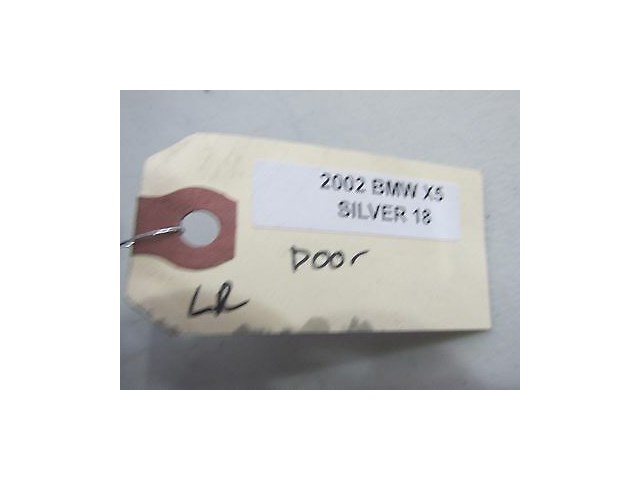 2002 BMW X5
SILVER 18
Door
LR